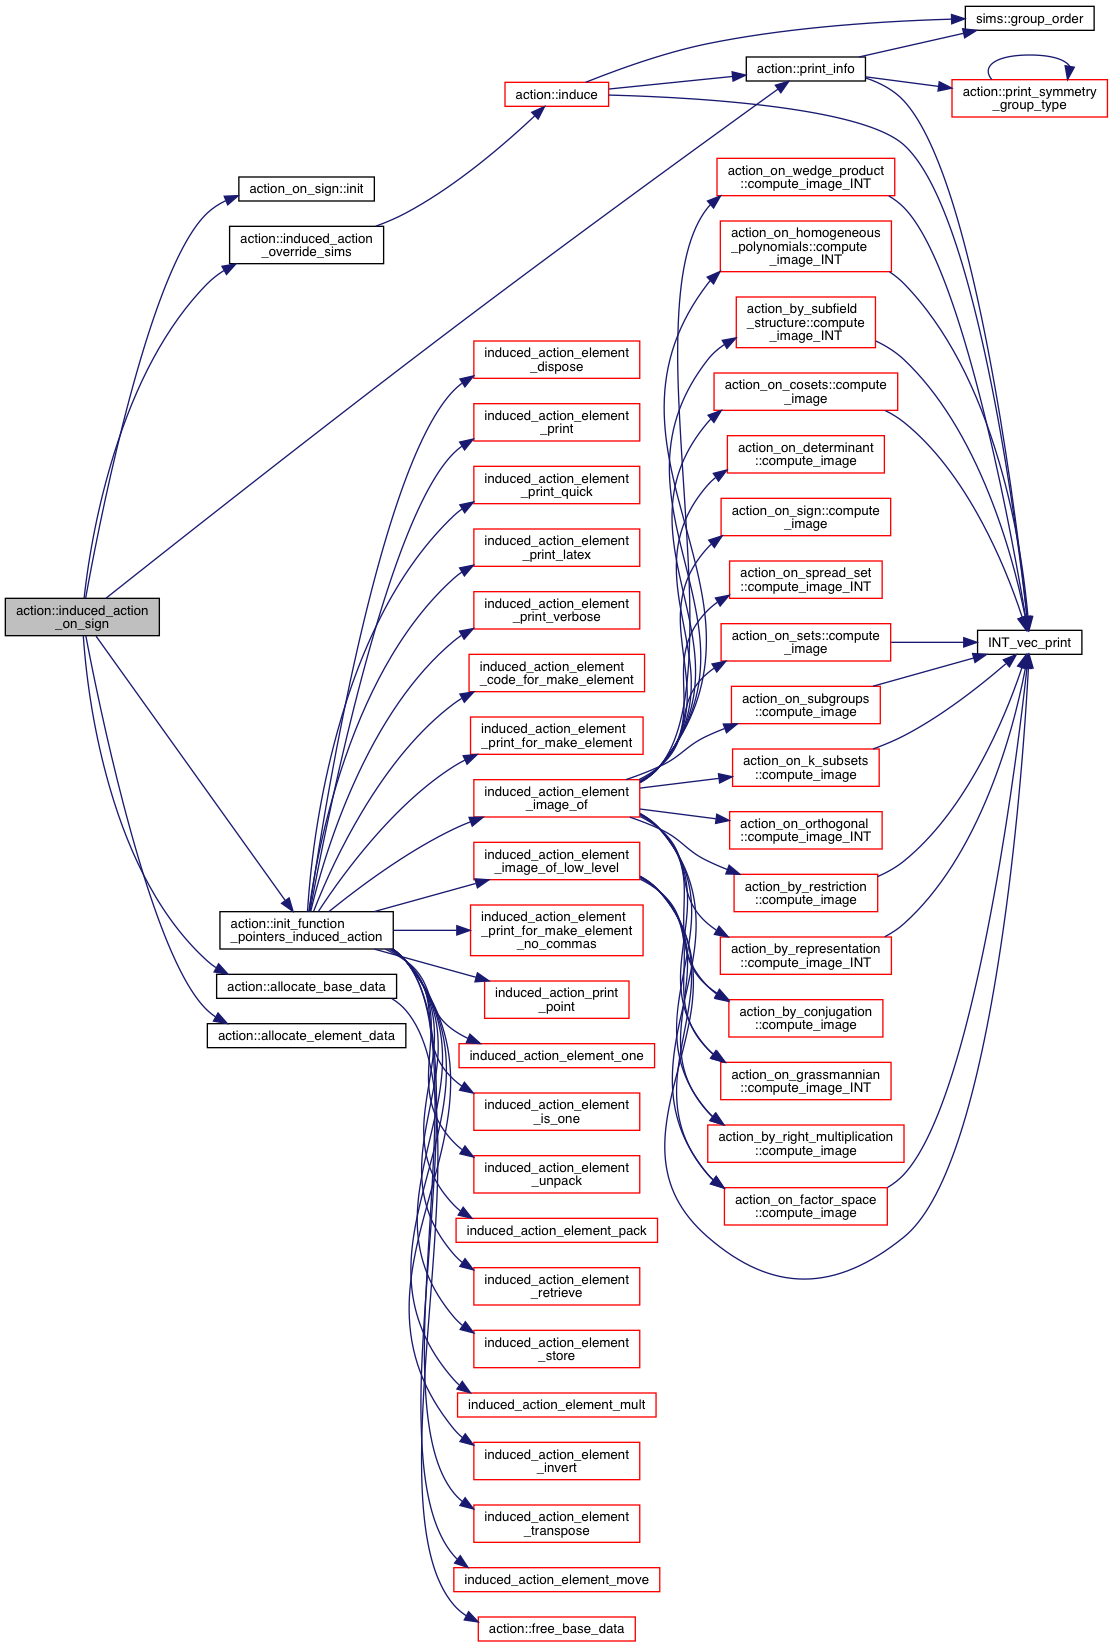 sims::group_order
action::print_info
action::print_symmetry
_group_type
action::induce
action_on_sign::init
action::induced_action
_override_sims
action_on_wedge_product
::compute_image_INT
action_on_homogeneous
_polynomials::compute
_image_INT
action_by_subfield
_structure::compute
_image_INT
induced_action_element
_dispose
action_on_cosets::compute
_image
induced_action_element
_print
action_on_determinant
::compute_image
induced_action_element
_print_quick
action_on_sign::compute
_image
induced_action_element
_print_latex
action_on_spread_set
::compute_image_INT
action::induced_action
_on_sign
induced_action_element
_print_verbose
action_on_sets::compute
_image
INT_vec_print
induced_action_element
_code_for_make_element
action_on_subgroups
::compute_image
induced_action_element
_print_for_make_element
action_on_k_subsets
::compute_image
induced_action_element
_image_of
action_on_orthogonal
::compute_image_INT
induced_action_element
_image_of_low_level
action_by_restriction
::compute_image
action::init_function
_pointers_induced_action
induced_action_element
_print_for_make_element
_no_commas
action_by_representation
::compute_image_INT
action::allocate_base_data
induced_action_print
_point
action_by_conjugation
::compute_image
action::allocate_element_data
induced_action_element_one
action_on_grassmannian
::compute_image_INT
induced_action_element
_is_one
action_by_right_multiplication
::compute_image
induced_action_element
_unpack
action_on_factor_space
::compute_image
induced_action_element_pack
induced_action_element
_retrieve
induced_action_element
_store
induced_action_element_mult
induced_action_element
_invert
induced_action_element
_transpose
induced_action_element_move
action::free_base_data